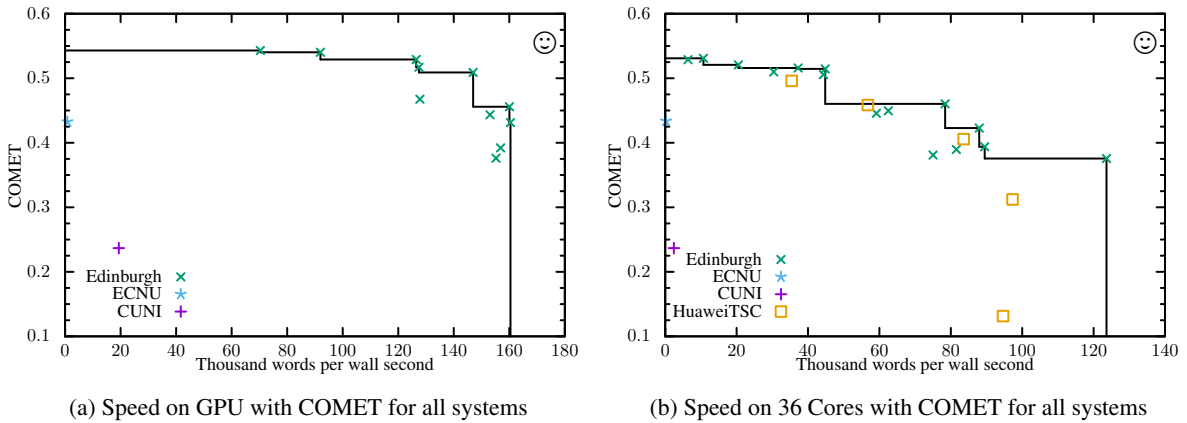 0.6
0.5
0.4
0.3
0.2
0.1
COMET
0 20 40 60 80 100 120 140 160 180
Thousand words per wall second
Edinburgh
ECNU
CUNI
(a) Speed on GPU with COMET for all systems
0.6
0.5
0.4
0.3
0.2
0.1
COMET
0 20 40 60 80 100 120 140
Thousand words per wall second
Edinburgh
ECNU
CUNI
HuaweiTSC
(b) Speed on 36 Cores with COMET for all systems